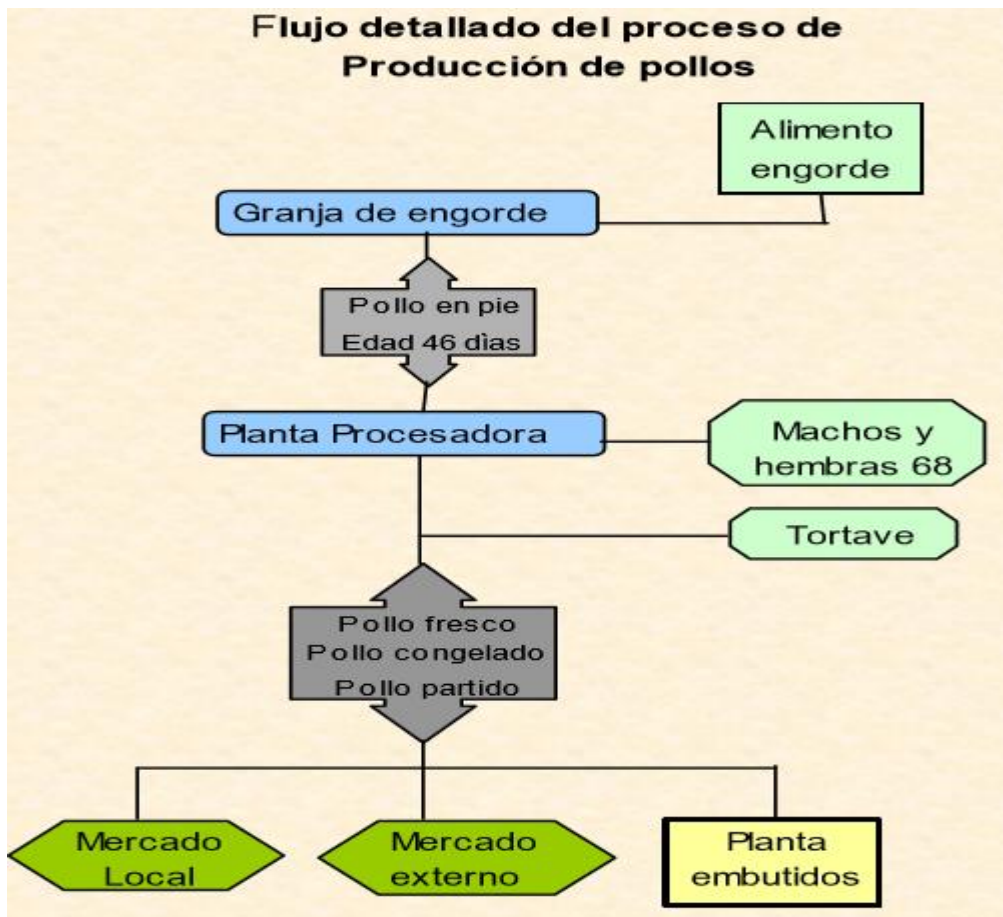 Flujo detallado del proceso de
Producción de pollos
Alimento
engorde
Granja de engorde
Pollo en pie
Edad 46 dìas
Planta Procesadora
Machos y
hembras 68
Tortave
Pollo fresco
Pollo congelado
Pollo partido
Mercado
Local
Mercado
externo
Planta
embutidos